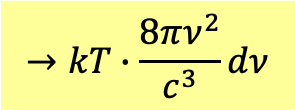 → kT · 8πν² / c³ dν